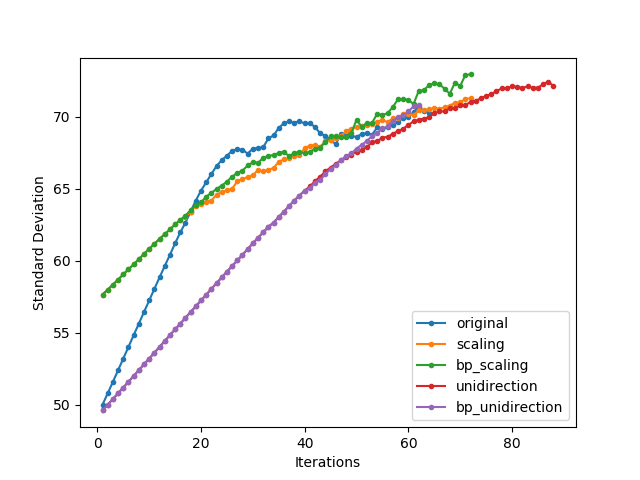 70
65
60
55
50
Standard Deviation
0
20
40
60
80
Iterations
original
scaling
bp_scaling
unidirection
bp_unidirection